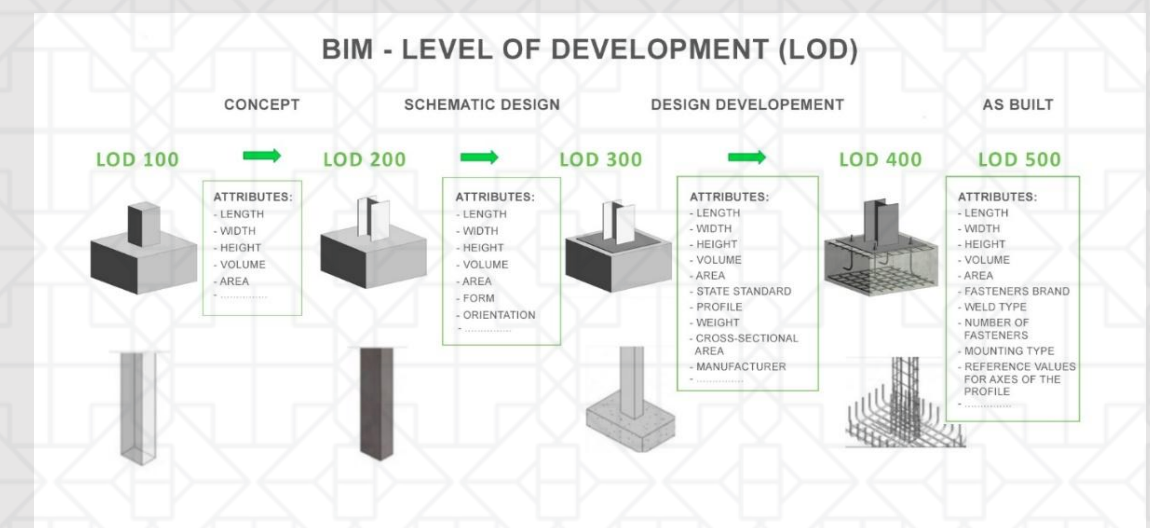 BIM - LEVEL OF DEVELOPMENT (LOD)
CONCEPT
SCHEMATIC DESIGN
DESIGN DEVELOPEMENT
AS BUILT
LOD 100
LOD 200
LOD 300
LOD 400
LOD 500
ATTRIBUTES:
- LENGTH
- WIDTH
- HEIGHT
- VOLUME
- AREA
- ...............
ATTRIBUTES:
- LENGTH
- WIDTH
- HEIGHT
- VOLUME
- AREA
- FORM
- ORIENTATION
- ...............
ATTRIBUTES:
- LENGTH
- WIDTH
- HEIGHT
- VOLUME
- AREA
- STATE STANDARD
- PROFILE
- WEIGHT
- CROSS-SECTIONAL
AREA
- MANUFACTURER
- ...............
ATTRIBUTES:
- LENGTH
- WIDTH
- HEIGHT
- VOLUME
- AREA
- FASTENERS BRAND
- WELD TYPE
- NUMBER OF
FASTENERS
- MOUNTING TYPE
- REFERENCE VALUES
FOR AXES OF THE
PROFILE
- ...............